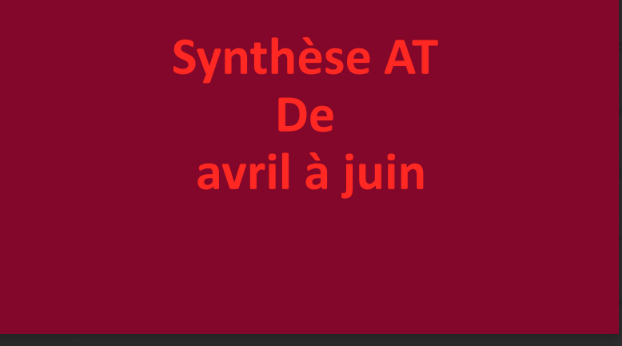 Synthèse AT
De
avril à juin